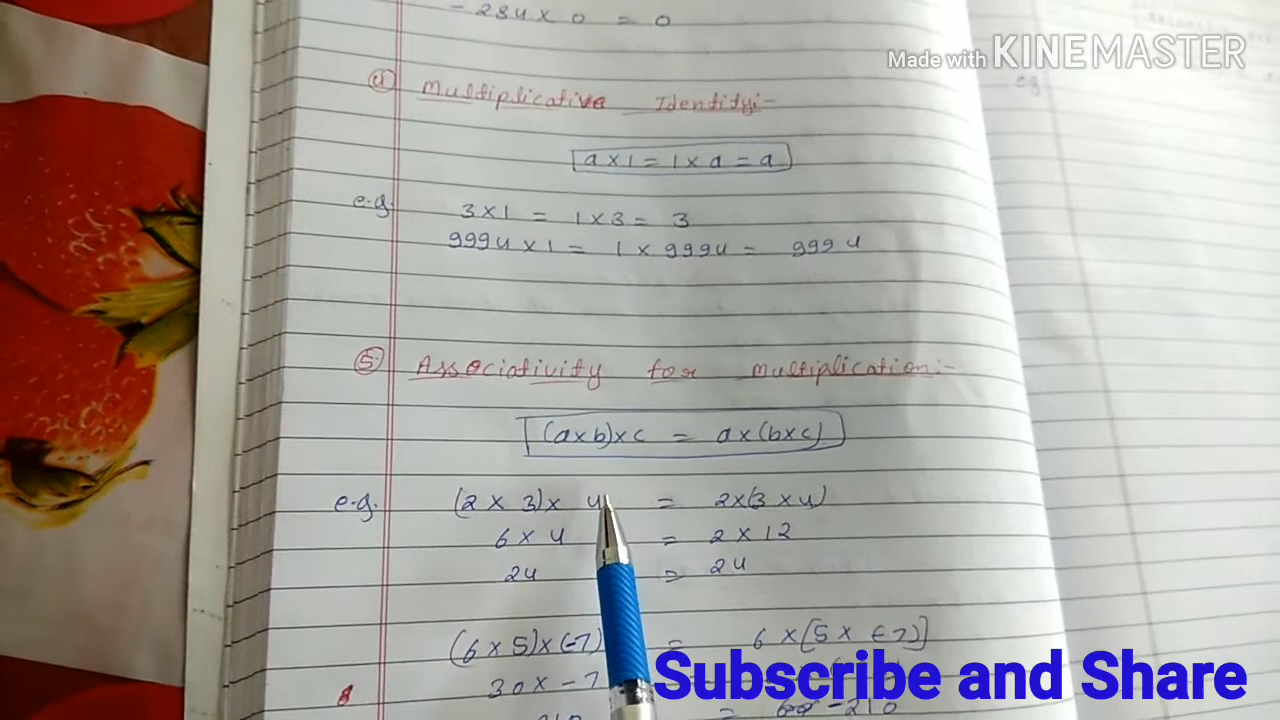 - 284 × 0 = 0
Made with KINEMASTER
④ Multiplicative Identity:-
e.g
a × 1 = 1 × a = a
e.g. 3 × 1 = 1 × 3 = 3
9994 × 1 = 1 × 9994 = 9994
⑤ Associativity for multiplication:-
(a×b)×c = a×(b×c)
e.g. (2 × 3)× 4 = 2×(3 × 4)
6 × 4 = 2 × 12
24 = 24
(6 × 5)×(-7) = 6 × [5 × (-7)]
30 × -7
= -210
Subscribe and Share